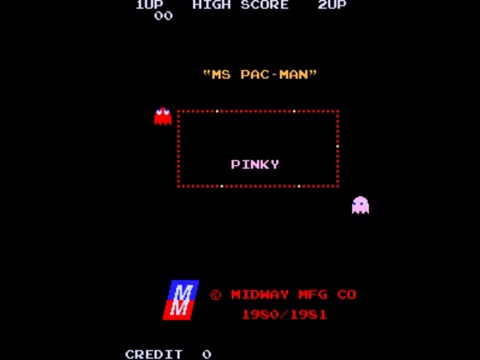 1UP HIGH SCORE 2UP
00
"MS PAC-MAN"
PINKY
MM
© MIDWAY MFG CO
1980/1981
CREDIT 0